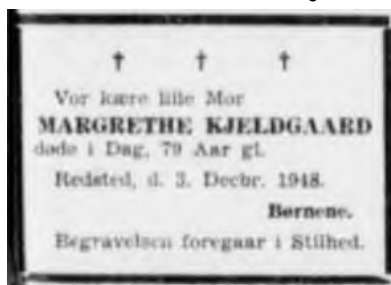 † † †
Vor kære lille Mor
MARGRETHE KJELDGAARD
døde i Dag, 79 Aar gl.
Redsted, d. 3. Decbr. 1948.
Børnene.
Begravelsen foregaar i Stilhed.